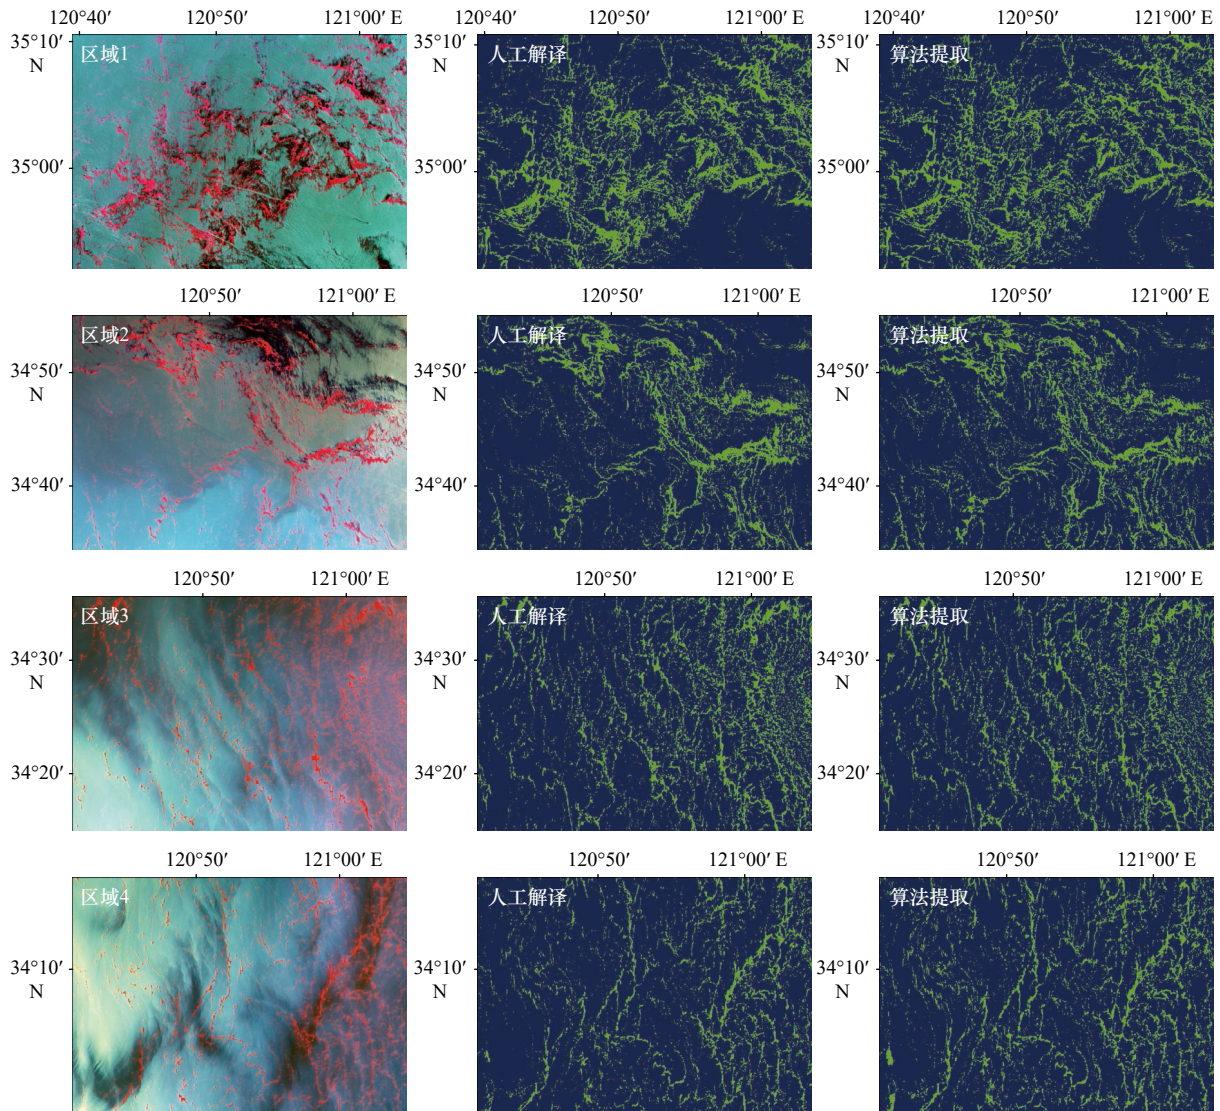 120°40′ 120°50′ 121°00′ E 120°40′ 120°50′ 121°00′ E 120°40′ 120°50′ 121°00′ E
35°10′ 区域1 35°10′ 人工解译 35°10′ 算法提取
N N N
35°00′ 35°00′ 35°00′
120°50′ 121°00′ E 120°50′ 121°00′ E 120°50′ 121°00′ E
区域2 人工解译 算法提取
34°50′ 34°50′ 34°50′
N N N
34°40′ 34°40′ 34°40′
120°50′ 121°00′ E 120°50′ 121°00′ E 120°50′ 121°00′ E
区域3 人工解译 算法提取
34°30′ 34°30′ 34°30′
N N N
34°20′ 34°20′ 34°20′
120°50′ 121°00′ E 120°50′ 121°00′ E 120°50′ 121°00′ E
区域4 人工解译 算法提取
34°10′ 34°10′ 34°10′
N N N